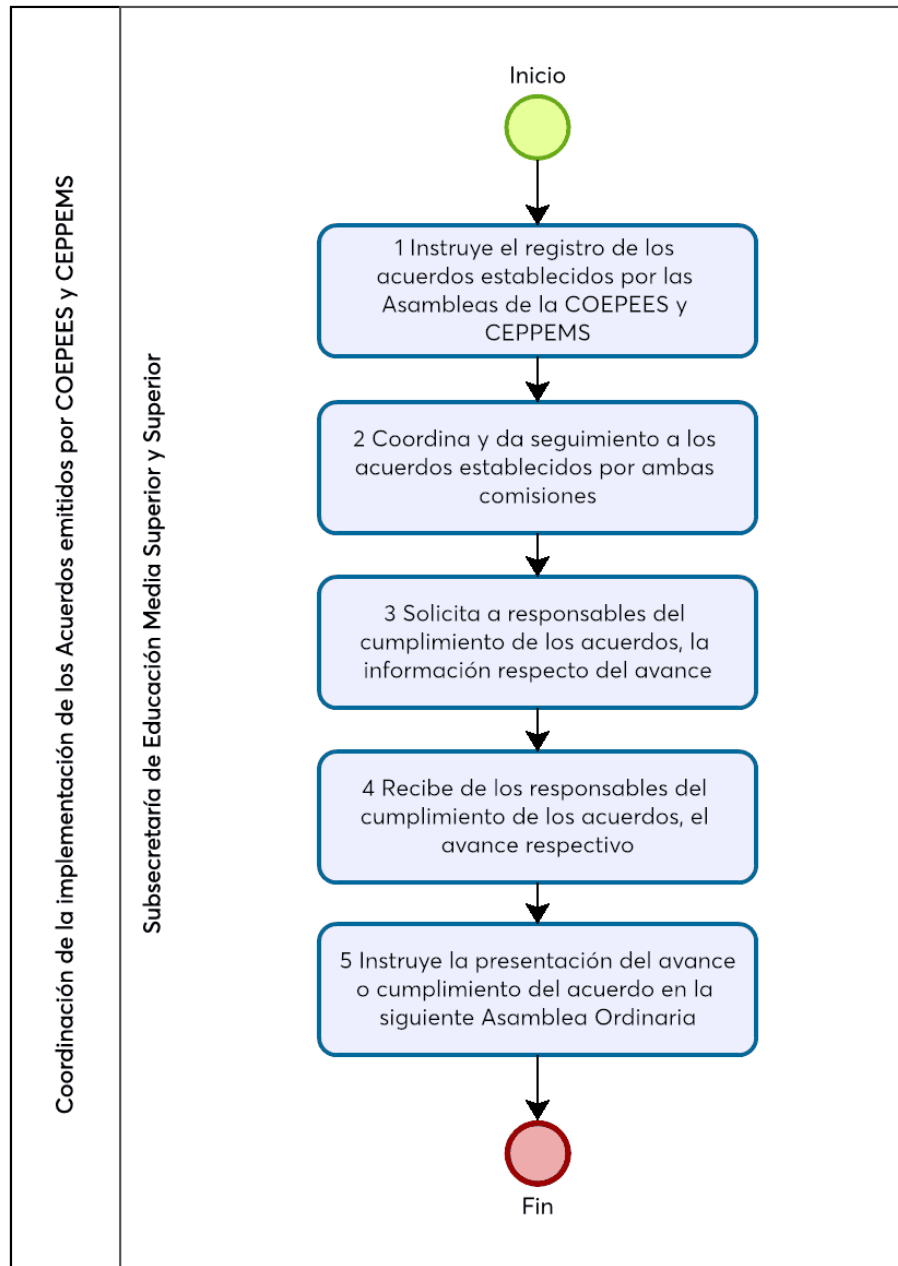 Coordinación de la implementación de los Acuerdos emitidos por COEPEES y CEPPEMS
Subsecretaría de Educación Media Superior y Superior
Inicio
1 Instruye el registro de los
acuerdos establecidos por las
Asambleas de la COEPEES y
CEPPEMS
2 Coordina y da seguimiento a los
acuerdos establecidos por ambas
comisiones
3 Solicita a responsables del
cumplimiento de los acuerdos, la
información respecto del avance
4 Recibe de los responsables del
cumplimiento de los acuerdos, el
avance respectivo
5 Instruye la presentación del avance
o cumplimiento del acuerdo en la
siguiente Asamblea Ordinaria
Fin